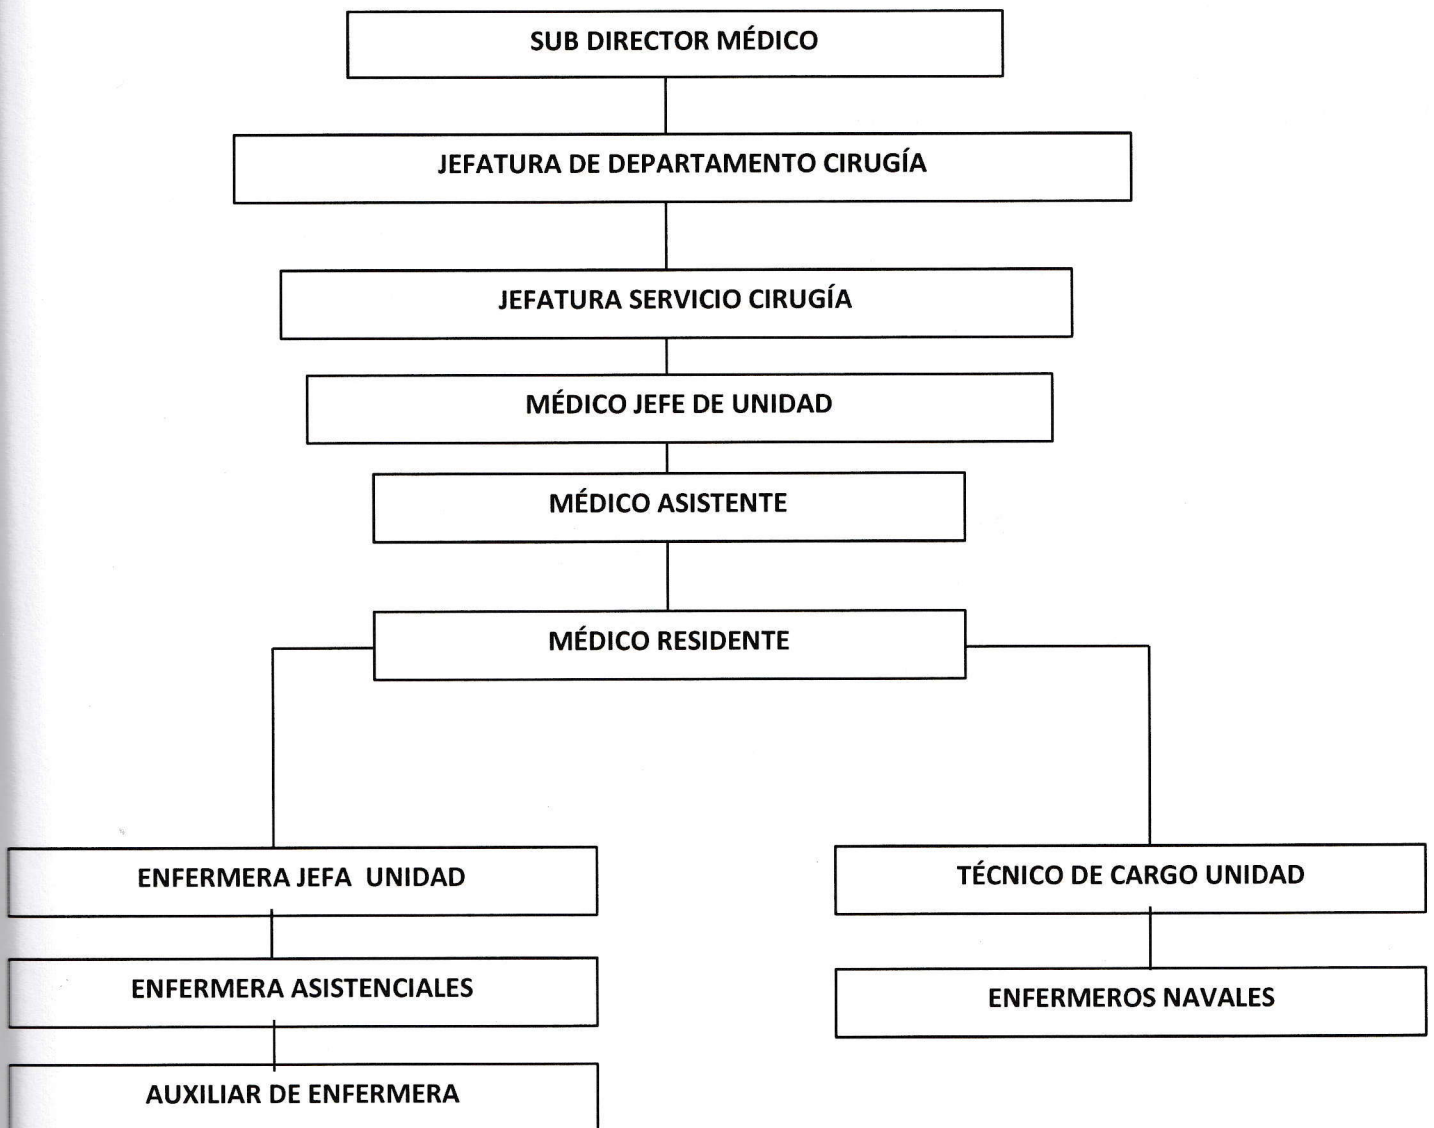 SUB DIRECTOR MÉDICO
JEFATURA DE DEPARTAMENTO CIRUGÍA
JEFATURA SERVICIO CIRUGÍA
MÉDICO JEFE DE UNIDAD
MÉDICO ASISTENTE
MÉDICO RESIDENTE
ENFERMERA JEFA UNIDAD
TÉCNICO DE CARGO UNIDAD
ENFERMERA ASISTENCIALES
ENFERMEROS NAVALES
AUXILIAR DE ENFERMERA